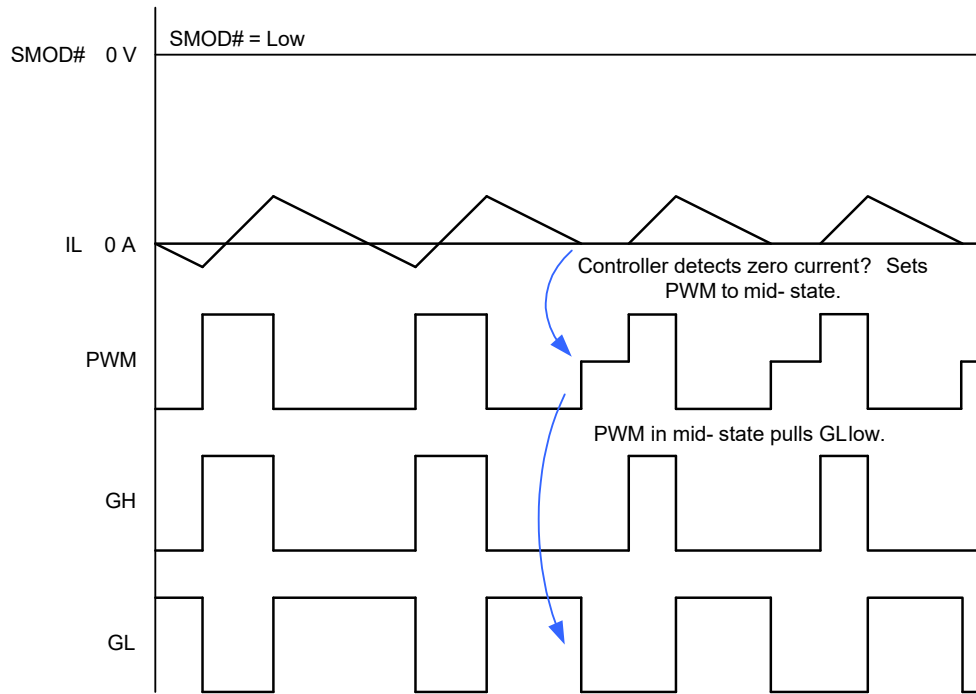 SMOD# = Low
SMOD# 0 V
IL 0 A
Controller detects zero current? Sets
PWM to mid- state.
PWM
PWM in mid- state pulls GLlow.
GH
GL